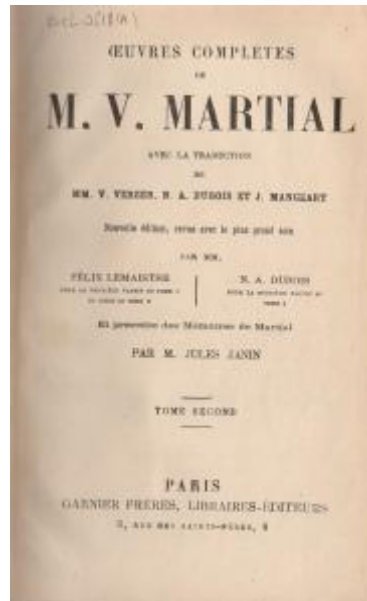 ŒUVRES COMPLETES
DE
M. V. MARTIAL
AVEC LA TRADUCTION
DE
MM. V. VERGER, N. A. DUBOIS ET J. MANGEART
Nouvelle édition, revue avec le plus grand soin
PAR MM.
FÉLIX LEMAISTRE
N. A. DUBOIS
Et précédée des Mémoires de Martial
PAR M. JULES JANIN
TOME SECOND
PARIS
GARNIER FRÈRES, LIBRAIRES-ÉDITEURS
RUE DES SAINTS-PÈRES, 6